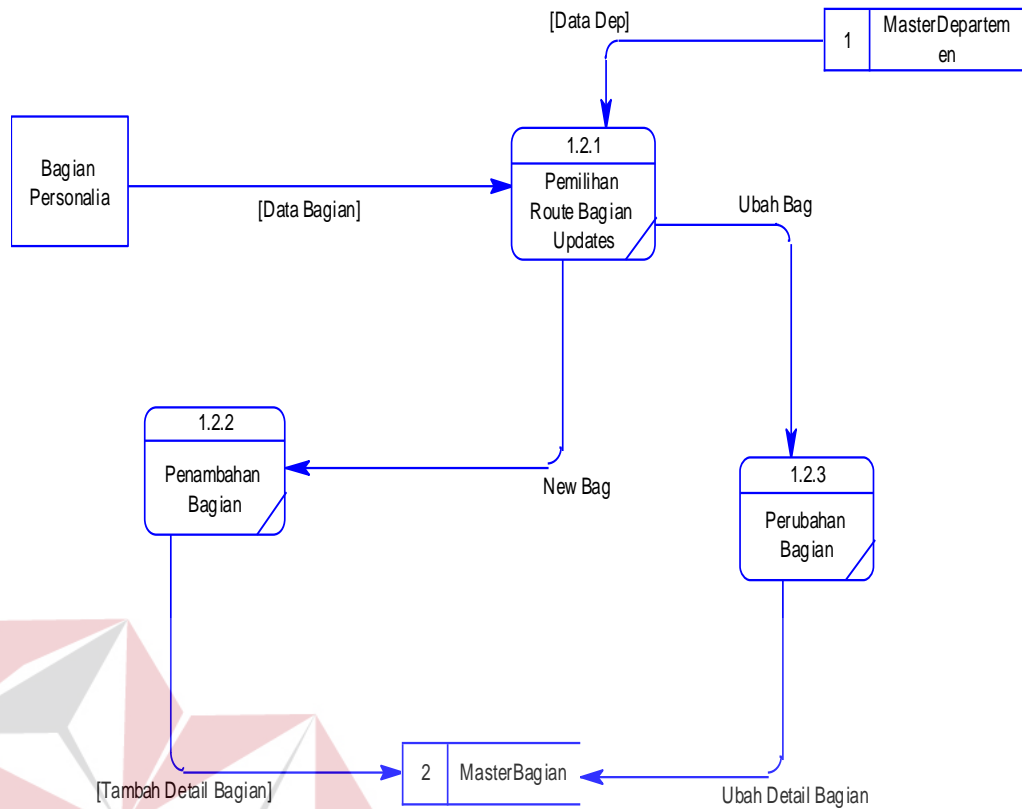 [Data Dep]
1
MasterDepartem
en
Bagian
Personalia
[Data Bagian]
1.2.1
Pemilihan
Route Bagian
Updates
Ubah Bag
1.2.2
Penambahan
Bagian
New Bag
1.2.3
Perubahan
Bagian
2
MasterBagian
[Tambah Detail Bagian]
Ubah Detail Bagian